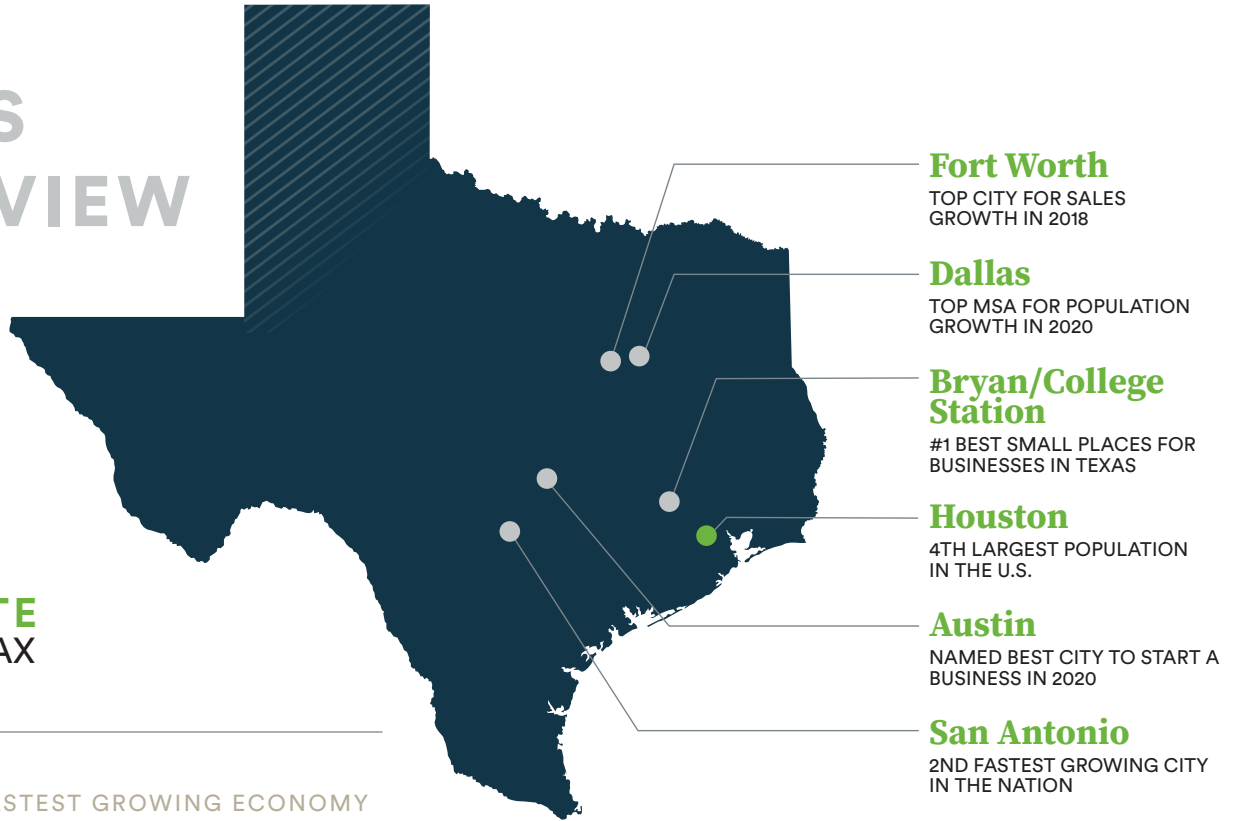 S
VIEW
Fort Worth
TOP CITY FOR SALES
GROWTH IN 2018
Dallas
TOP MSA FOR POPULATION
GROWTH IN 2020
Bryan/College
Station
#1 BEST SMALL PLACES FOR
BUSINESSES IN TEXAS
Houston
4TH LARGEST POPULATION
IN THE U.S.
Austin
NAMED BEST CITY TO START A
BUSINESS IN 2020
San Antonio
2ND FASTEST GROWING CITY
IN THE NATION
TE
AX
STEST GROWING ECONOMY